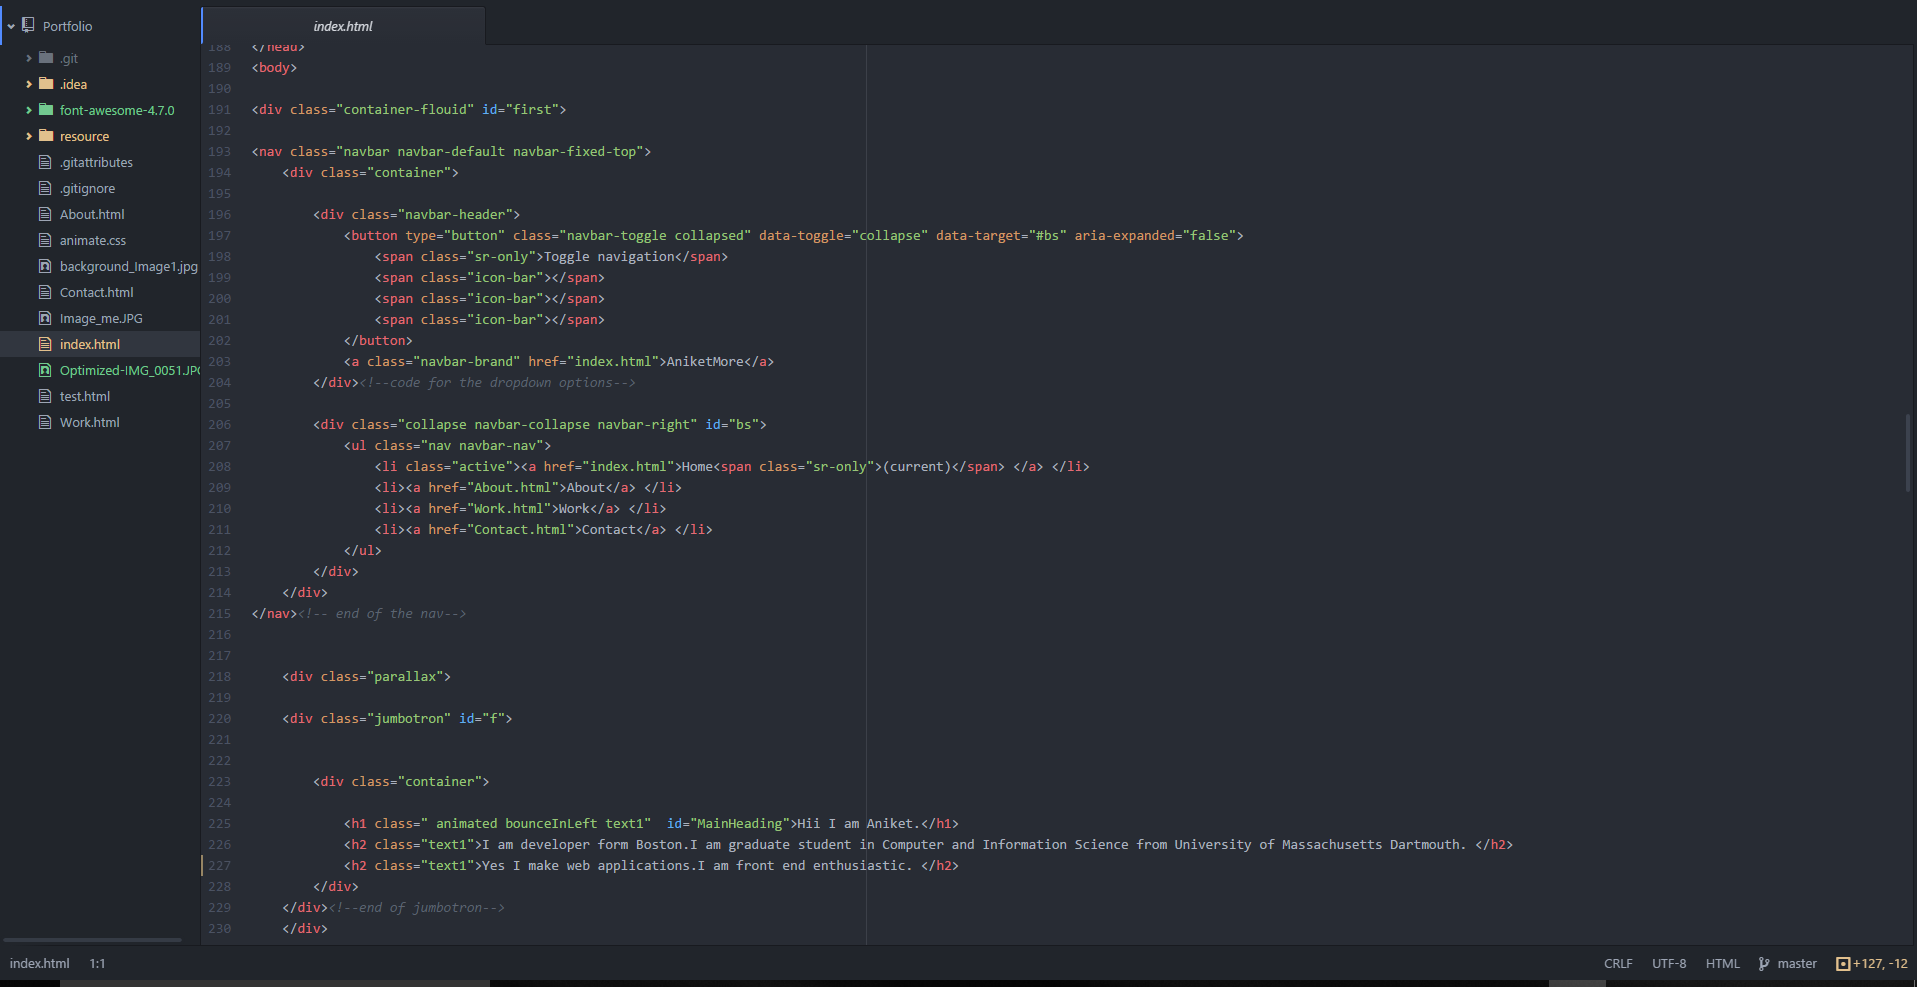 Portfolio
.git
.idea
font-awesome-4.7.0
resource
.gitattributes
.gitignore
About.html
animate.css
background_Image1.jpg
Contact.html
Image_me.JPG
index.html
Optimized-IMG_0051.JPG
test.html
Work.html
index.html
188 </head>
189 <body>
190
191 <div class="container-flouid" id="first">
192
193 <nav class="navbar navbar-default navbar-fixed-top">
194     <div class="container">
195
196         <div class="navbar-header">
197             <button type="button" class="navbar-toggle collapsed" data-toggle="collapse" data-target="#bs" aria-expanded="false">
198                 <span class="sr-only">Toggle navigation</span>
199                 <span class="icon-bar"></span>
200                 <span class="icon-bar"></span>
201                 <span class="icon-bar"></span>
202             </button>
203             <a class="navbar-brand" href="index.html">AniketMore</a>
204         </div><!--code for the dropdown options-->
205
206         <div class="collapse navbar-collapse navbar-right" id="bs">
207             <ul class="nav navbar-nav">
208                 <li class="active"><a href="index.html">Home<span class="sr-only">(current)</span> </a> </li>
209                 <li><a href="About.html">About</a> </li>
210                 <li><a href="Work.html">Work</a> </li>
211                 <li><a href="Contact.html">Contact</a> </li>
212             </ul>
213         </div>
214     </div>
215 </nav><!-- end of the nav-->
216
217
218     <div class="parallax">
219
220     <div class="jumbotron" id="f">
221
222
223         <div class="container">
224
225             <h1 class=" animated bounceInLeft text1"  id="MainHeading">Hii I am Aniket.</h1>
226             <h2 class="text1">I am developer form Boston.I am graduate student in Computer and Information Science from University of Massachusetts Dartmouth. </h2>
227             <h2 class="text1">Yes I make web applications.I am front end enthusiastic. </h2>
228         </div>
229     </div><!--end of jumbotron-->
230     </div>
index.html 1:1 CRLF UTF-8 HTML master +127, -12